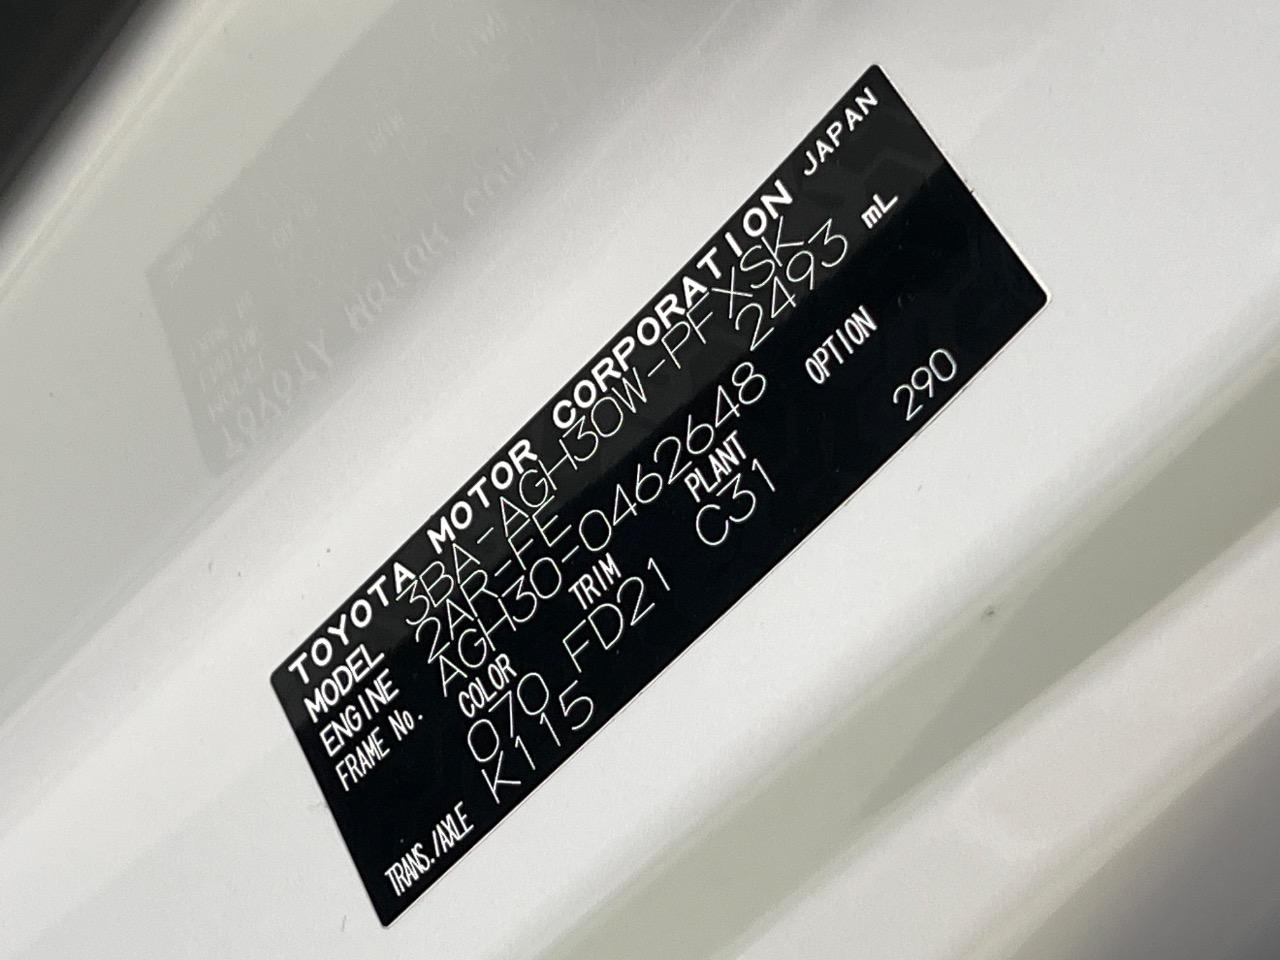 TOYOTA MOTOR CORPORATION JAPAN
MODEL 3BA-AGH30W-PFXSK
ENGINE 2AR-FE 2493 mL
FRAME No. AGH30-0462648
COLOR TRIM PLANT OPTION
070 FD21 C31 290
TRANS./AXLE K115